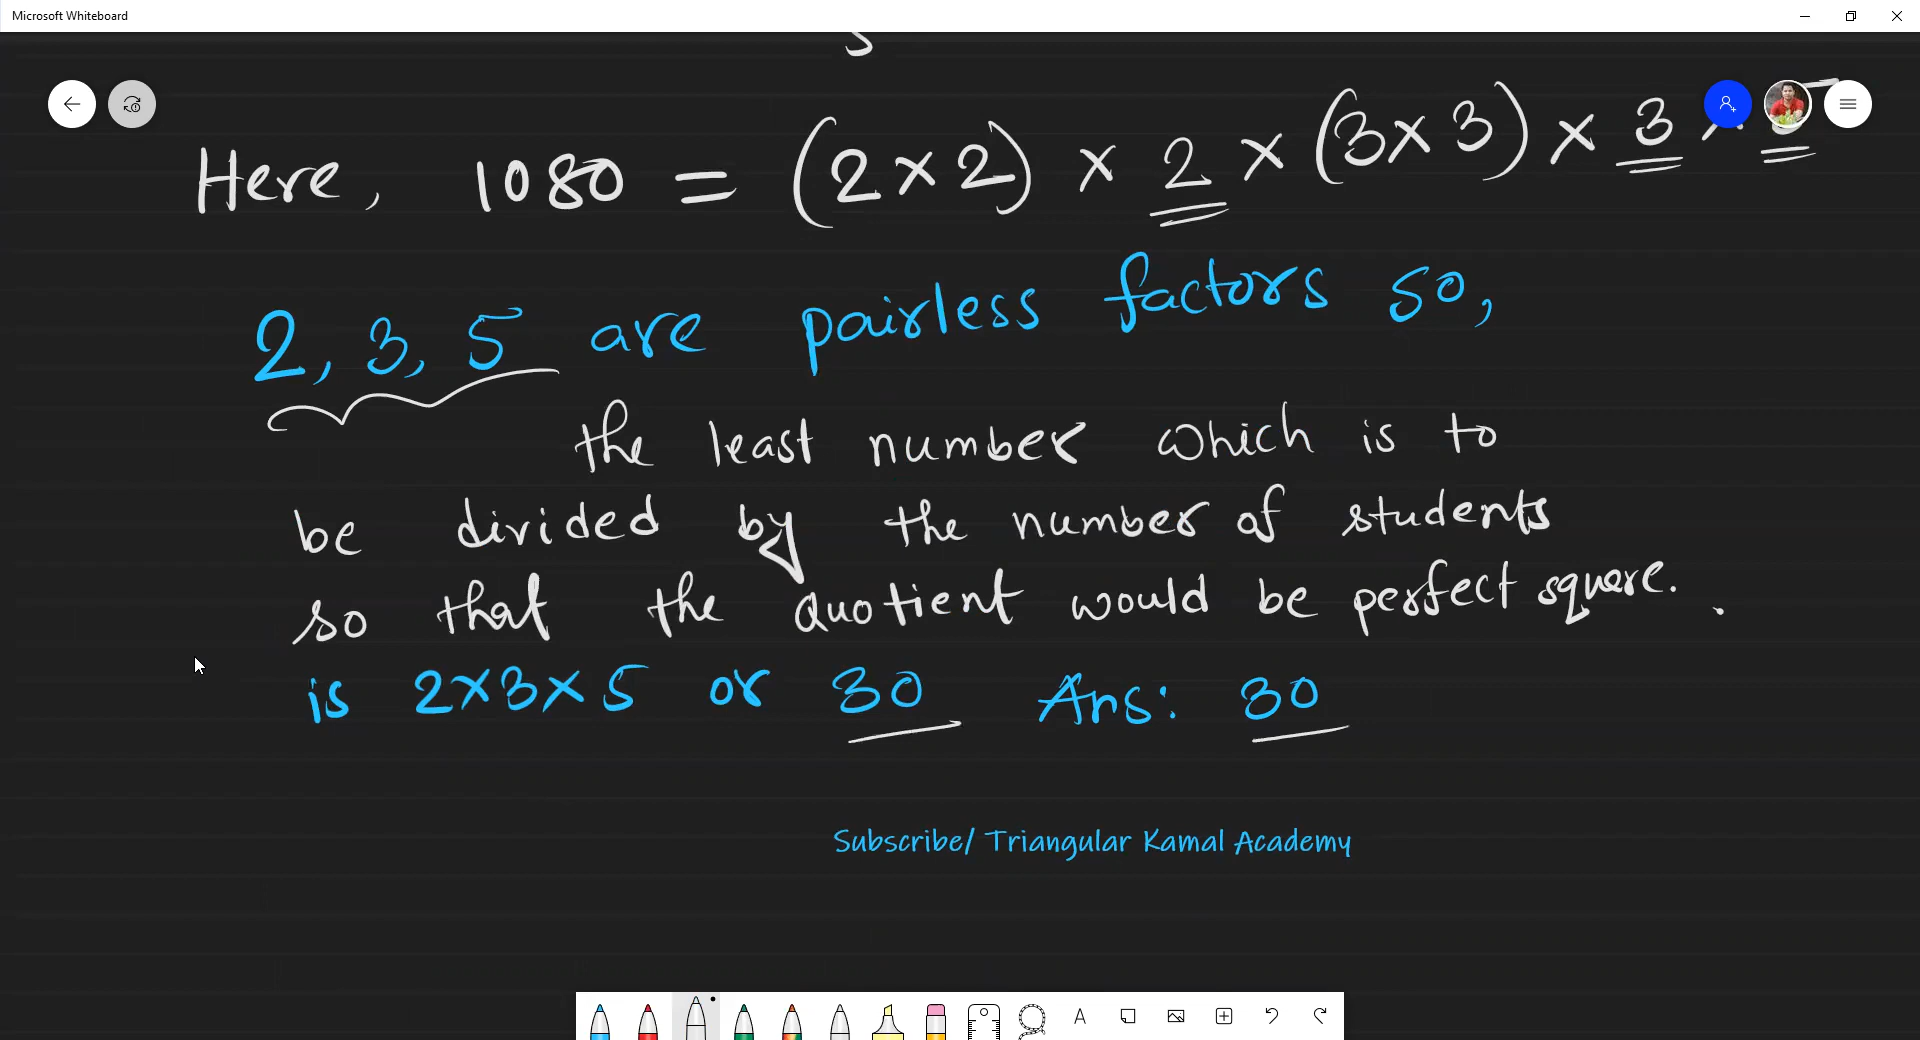 Microsoft Whiteboard
Here, 1080 = (2×2) × 2 × (3×3) × 3 ×
2, 3, 5 are pairless factors so,
the least number which is to
be divided by the number of students
so that the quotient would be perfect square.
is 2×3×5 or 30 Ans: 30
Subscribe/ Triangular Kamal Academy